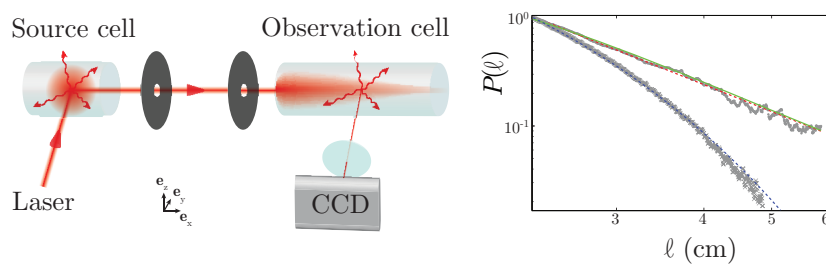 Source cell
Observation cell
Laser
e_z
e_y
e_x
CCD
P(ℓ)
10^0
10^{-1}
3
4
5
6
ℓ (cm)